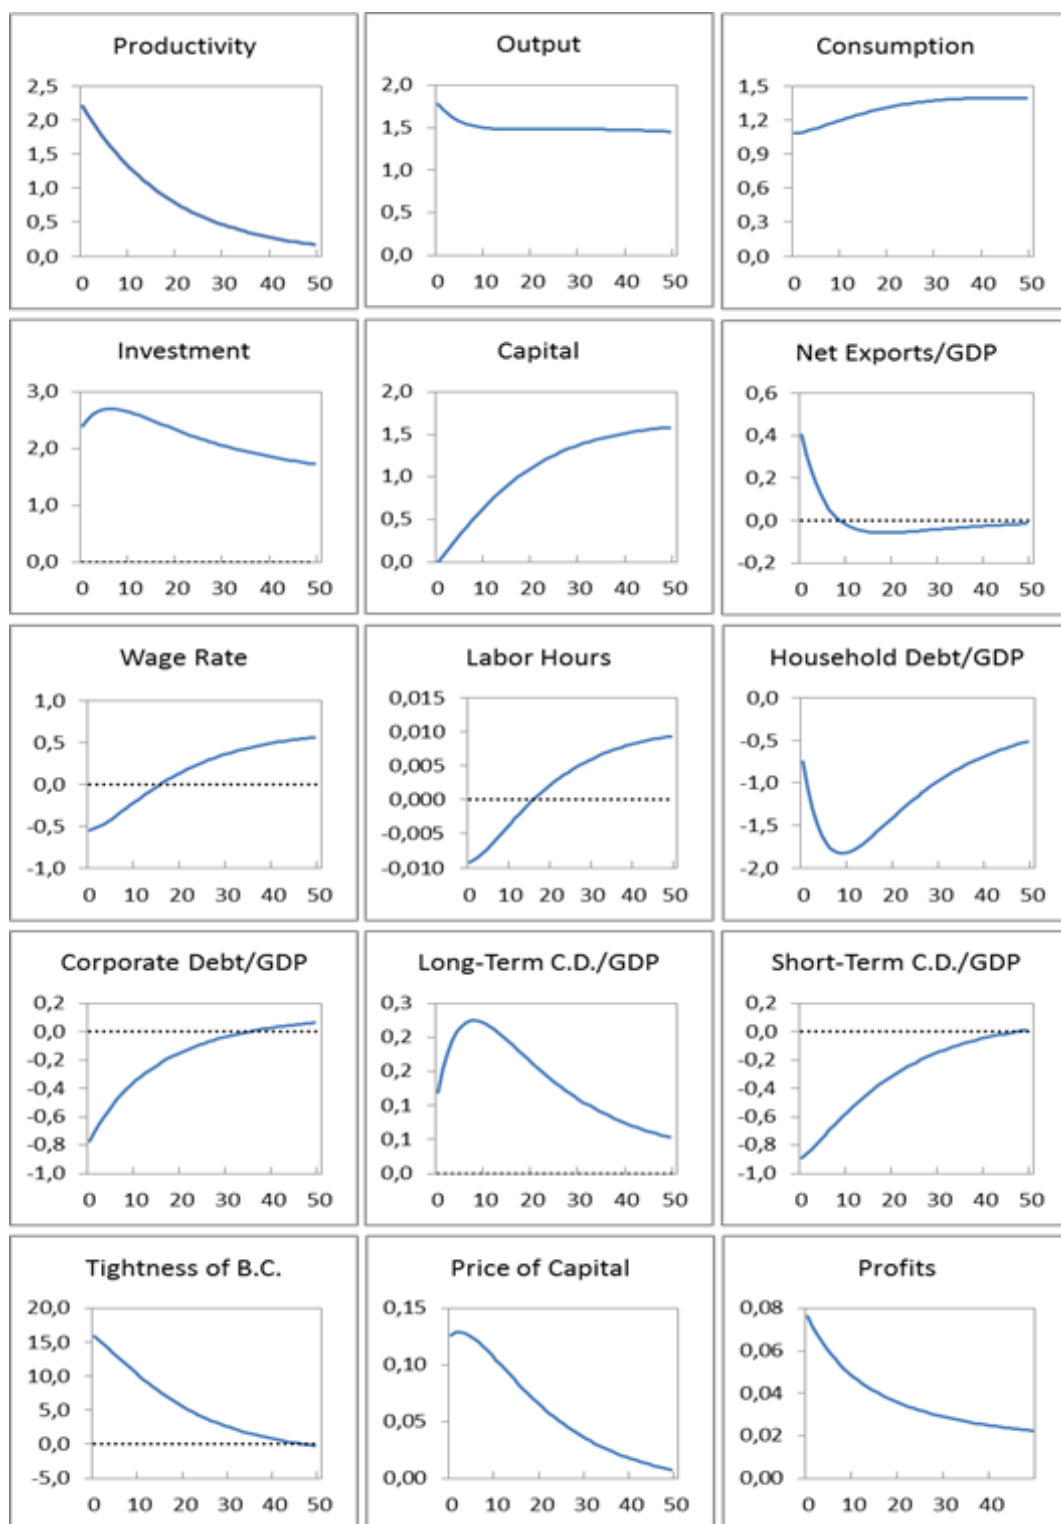 Productivity
2,5
2,0
1,5
1,0
0,5
0,0
0 10 20 30 40 50
Output
2,0
1,5
1,0
0,5
0,0
0 10 20 30 40 50
Consumption
1,5
1,2
0,9
0,6
0,3
0,0
0 10 20 30 40 50
Investment
3,0
2,0
1,0
0,0
0 10 20 30 40 50
Capital
2,0
1,5
1,0
0,5
0,0
0 10 20 30 40 50
Net Exports/GDP
0,6
0,4
0,2
0,0
-0,2
0 10 20 30 40 50
Wage Rate
1,0
0,5
0,0
-0,5
-1,0
0 10 20 30 40 50
Labor Hours
0,015
0,010
0,005
0,000
-0,005
-0,010
0 10 20 30 40 50
Household Debt/GDP
0,0
-0,5
-1,0
-1,5
-2,0
0 10 20 30 40 50
Corporate Debt/GDP
0,2
0,0
-0,2
-0,4
-0,6
-0,8
-1,0
0 10 20 30 40 50
Long-Term C.D./GDP
0,3
0,2
0,2
0,1
0,1
0,0
0 10 20 30 40 50
Short-Term C.D./GDP
0,2
0,0
-0,2
-0,4
-0,6
-0,8
-1,0
0 10 20 30 40 50
Tightness of B.C.
20,0
15,0
10,0
5,0
0,0
-5,0
0 10 20 30 40 50
Price of Capital
0,15
0,10
0,05
0,00
0 10 20 30 40 50
Profits
0,08
0,06
0,04
0,02
0,00
0 10 20 30 40